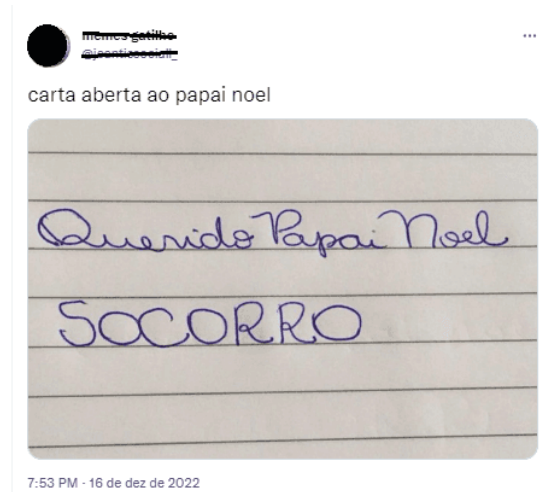 carta aberta ao papai noel
Querido Papai Noel
SOCORRO
7:53 PM · 16 de dez de 2022